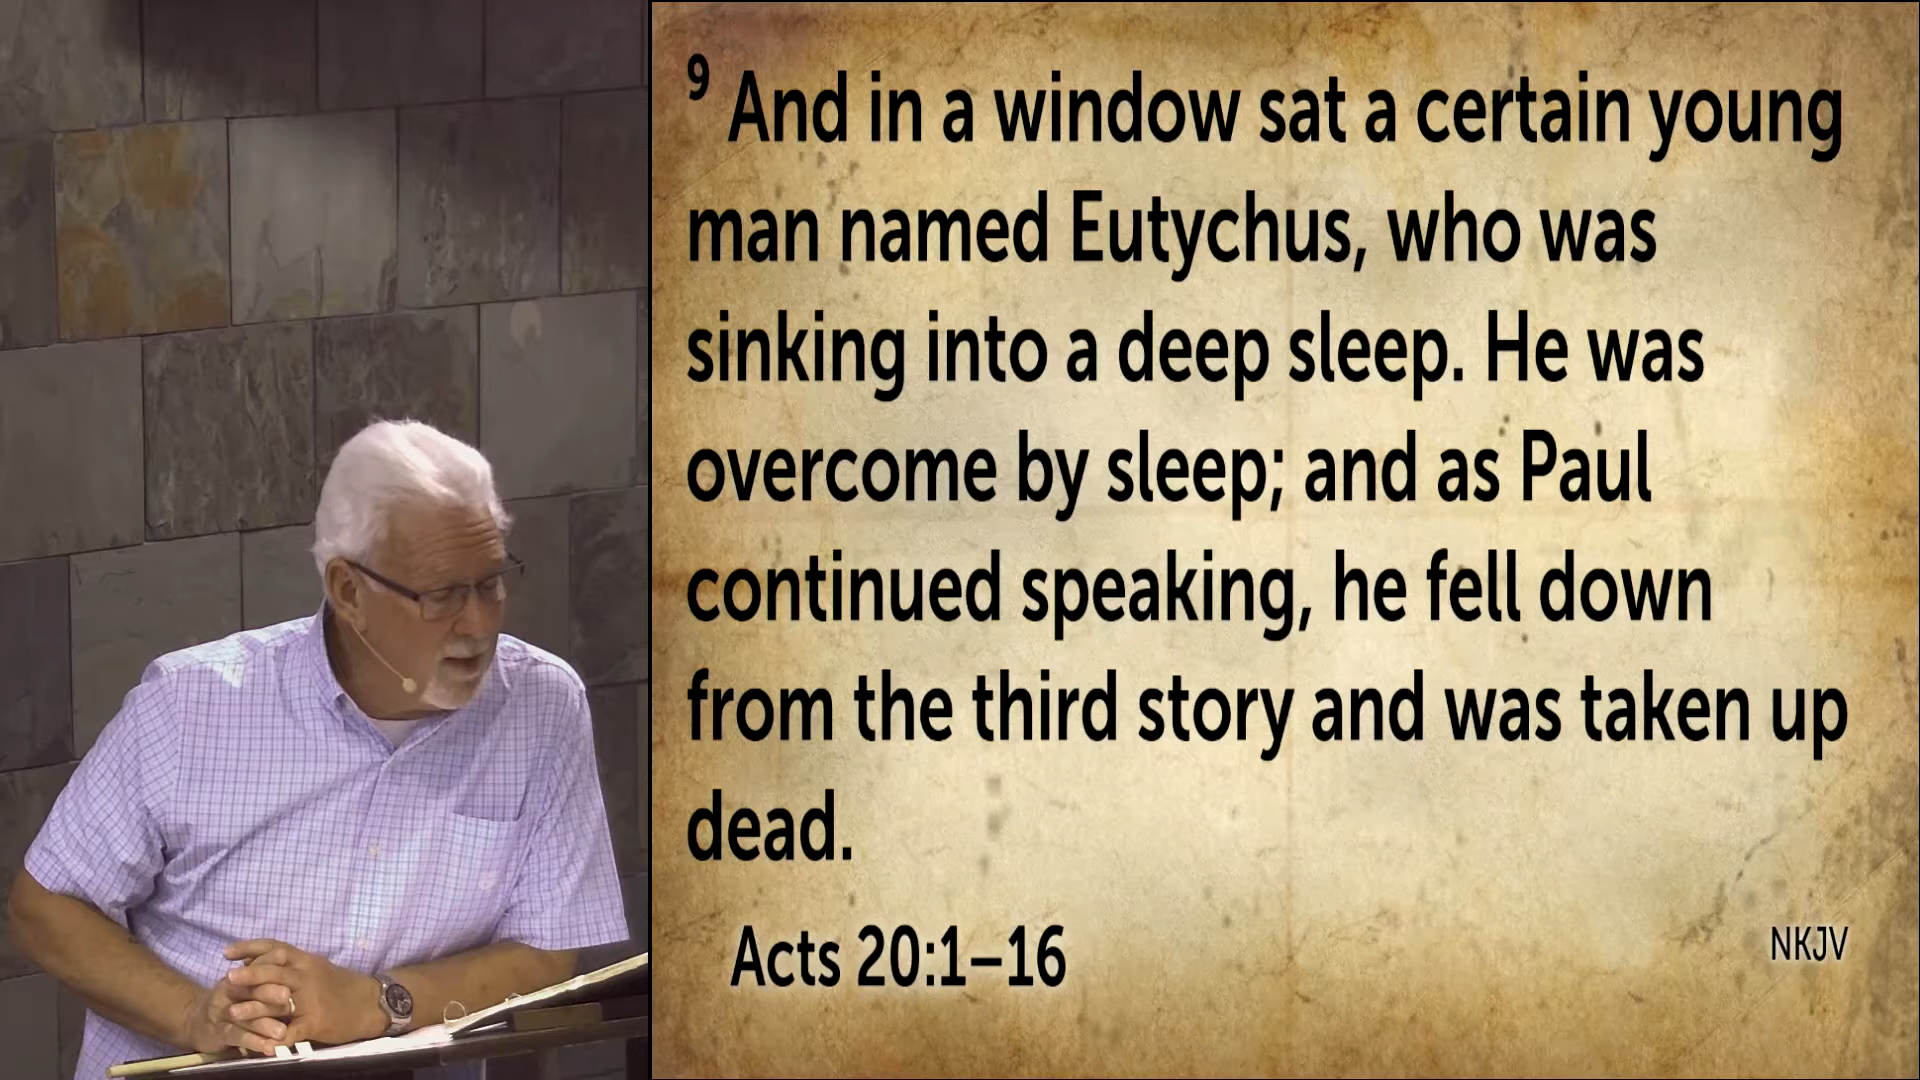 9 And in a window sat a certain young
man named Eutychus, who was
sinking into a deep sleep. He was
overcome by sleep; and as Paul
continued speaking, he fell down
from the third story and was taken up
dead.
Acts 20:1–16
NKJV